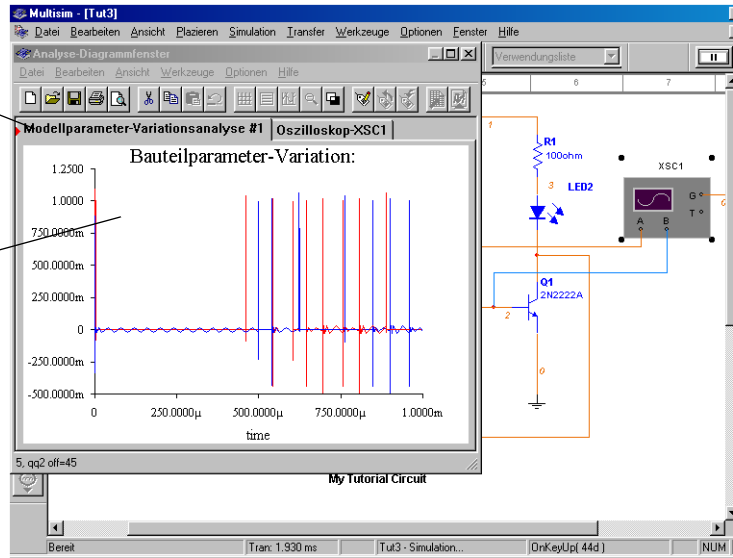 Multisim - [Tut3]
Datei Bearbeiten Ansicht Plazieren Simulation Transfer Werkzeuge Optionen Fenster Hilfe
Analyse-Diagrammfenster
Verwendungsliste
Datei Bearbeiten Ansicht Werkzeuge Optionen Hilfe
Modellparameter-Variationsanalyse #1
Oszilloskop-XSC1
Bauteilparameter-Variation:
1.2500
1.0000
750.0000m
500.0000m
250.0000m
0
-250.0000m
-500.0000m
0 250.0000µ 500.0000µ 750.0000µ 1.0000m
time
5, qq2 off=45
6 7
1
R1
100ohm
3
LED2
XSC1
G
T
A B
Q1
2N2222A
2
0
My Tutorial Circuit
Bereit
Tran: 1.930 ms
Tut3 - Simulation...
OnKeyUp( 44d )
NUM